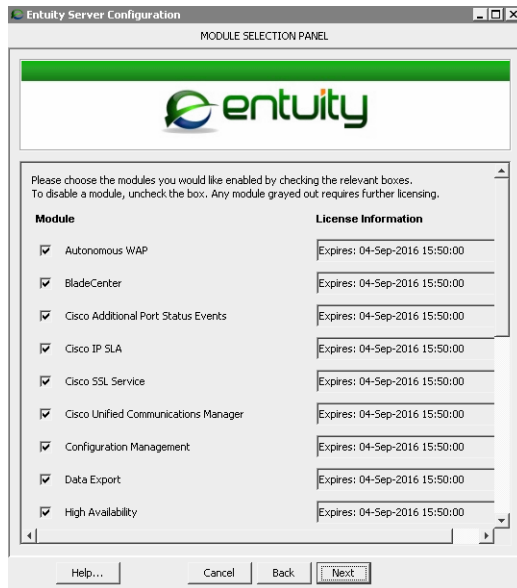 Entuity Server Configuration
MODULE SELECTION PANEL
entuity
Please choose the modules you would like enabled by checking the relevant boxes.
To disable a module, uncheck the box. Any module grayed out requires further licensing.
Module License Information
Autonomous WAP Expires: 04-Sep-2016 15:50:00
BladeCenter Expires: 04-Sep-2016 15:50:00
Cisco Additional Port Status Events Expires: 04-Sep-2016 15:50:00
Cisco IP SLA Expires: 04-Sep-2016 15:50:00
Cisco SSL Service Expires: 04-Sep-2016 15:50:00
Cisco Unified Communications Manager Expires: 04-Sep-2016 15:50:00
Configuration Management Expires: 04-Sep-2016 15:50:00
Data Export Expires: 04-Sep-2016 15:50:00
High Availability Expires: 04-Sep-2016 15:50:00
Help... Cancel Back Next